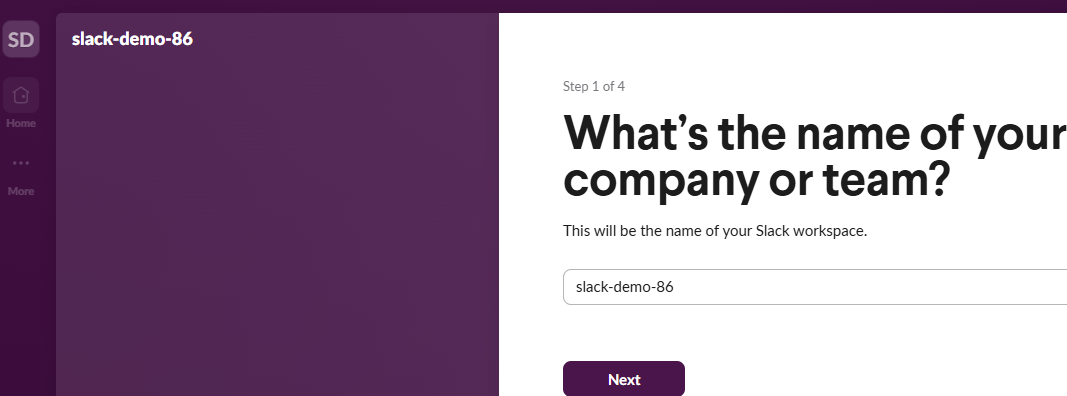 SD
slack-demo-86
Home
More
Step 1 of 4
What’s the name of your
company or team?
This will be the name of your Slack workspace.
slack-demo-86
Next